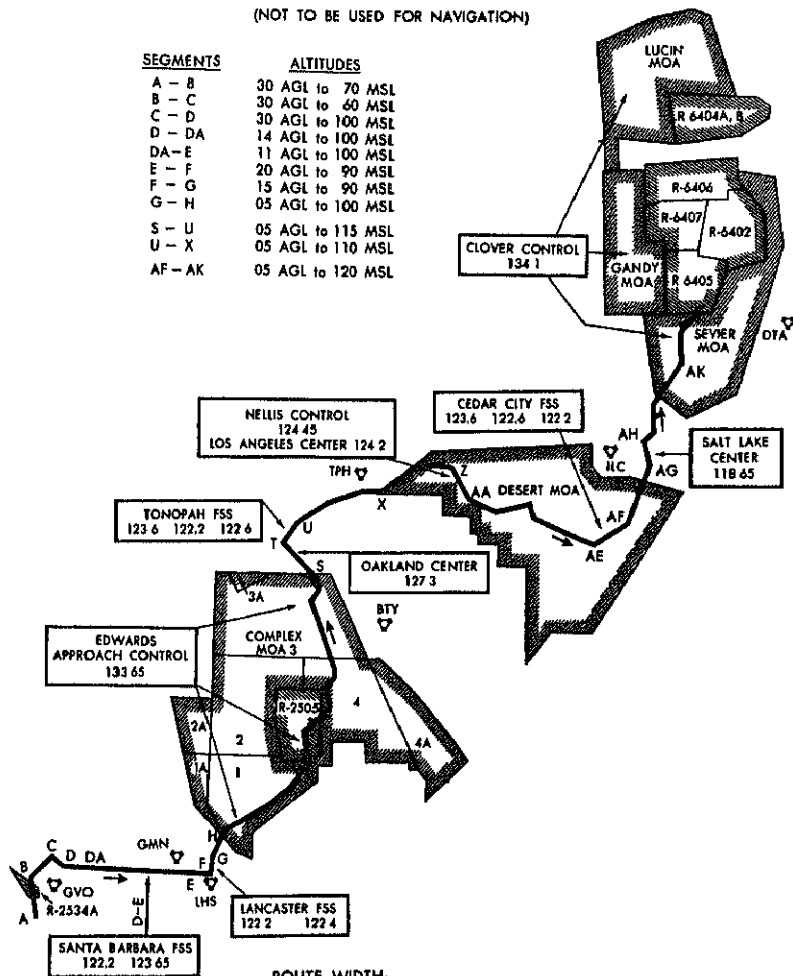 (NOT TO BE USED FOR NAVIGATION)
SEGMENTS ALTITUDES
A – B 30 AGL to 70 MSL
B – C 30 AGL to 60 MSL
C – D 30 AGL to 100 MSL
D – DA 14 AGL to 100 MSL
DA – E 11 AGL to 100 MSL
E – F 20 AGL to 90 MSL
F – G 15 AGL to 90 MSL
G – H 05 AGL to 100 MSL
S – U 05 AGL to 115 MSL
U – X 05 AGL to 110 MSL
AF – AK 05 AGL to 120 MSL
LUCIN
MOA
R 6404A, B
R-6406
R-6407
R-6402
CLOVER CONTROL
134 1
GANDY
MOA
R 6405
SEVIER
MOA
DTA
AK
NELLIS CONTROL
124 45
LOS ANGELES CENTER 124 2
CEDAR CITY FSS
123,6 122,6 122 2
AH
ILC
SALT LAKE
CENTER
118 65
AG
TPH
Z
AA
DESERT MOA
X
TONOPAH FSS
123 6 122,2 122 6
U
T
AF
AE
OAKLAND CENTER
127 3
S
3A
BTY
EDWARDS
APPROACH CONTROL
133 65
COMPLEX
MOA 3
R-2505
4
2A
2
4A
1A
1
H
GMN
C
D DA
F
G
B
GVO
E
R-2534A
LHS
A
D-E
LANCASTER FSS
122 2 122 4
SANTA BARBARA FSS
122,2 123 65
ROUTE WIDTH: